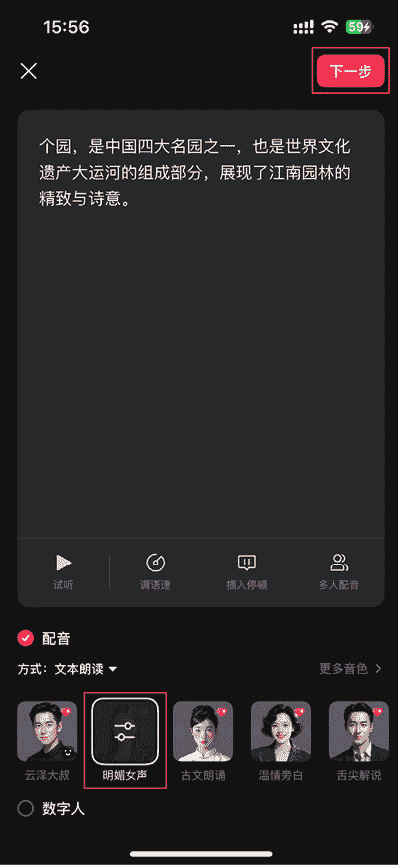 15:56
59
下一步
个园，是中国四大名园之一，也是世界文化
遗产大运河的组成部分，展现了江南园林的
精致与诗意。
试听
调语速
插入停顿
多人配音
配音
方式：文本朗读
更多音色
云泽大叔
明媚女声
古文朗诵
温情旁白
舌尖解说
数字人